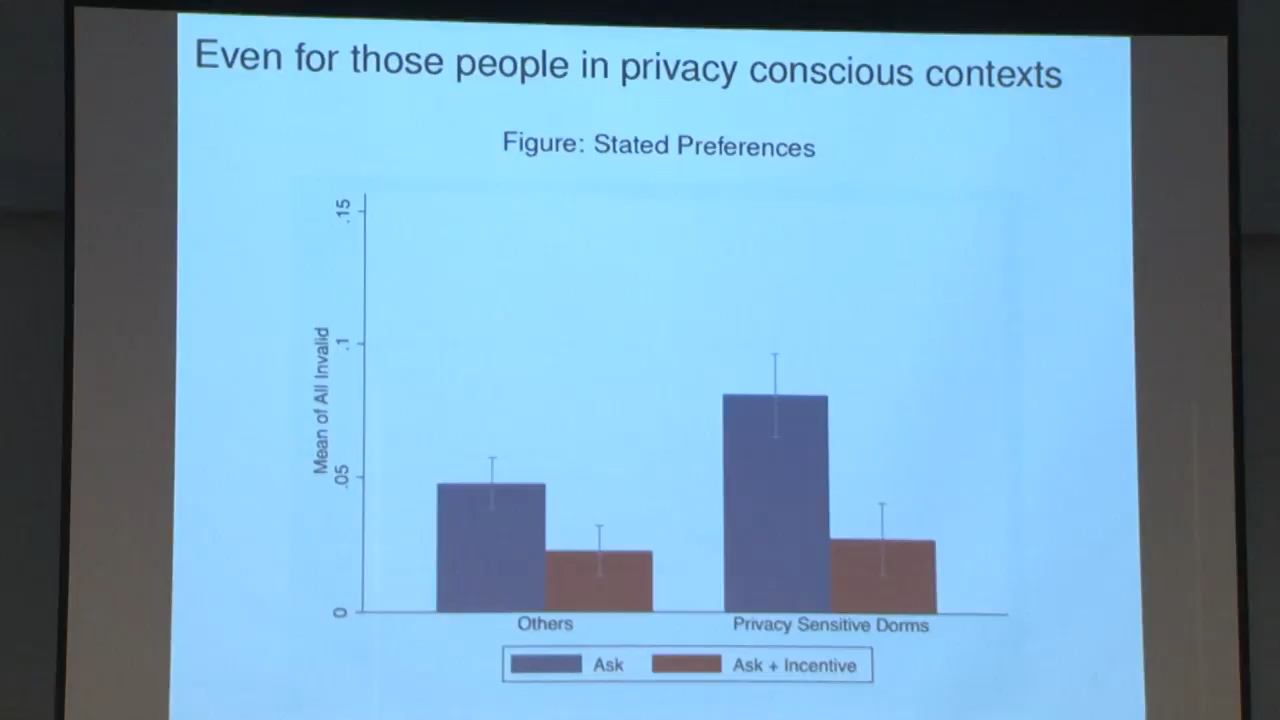 Even for those people in privacy conscious contexts
Figure: Stated Preferences
Mean of All Invalid
.15
.1
.05
0
Others
Privacy Sensitive Dorms
Ask
Ask + Incentive